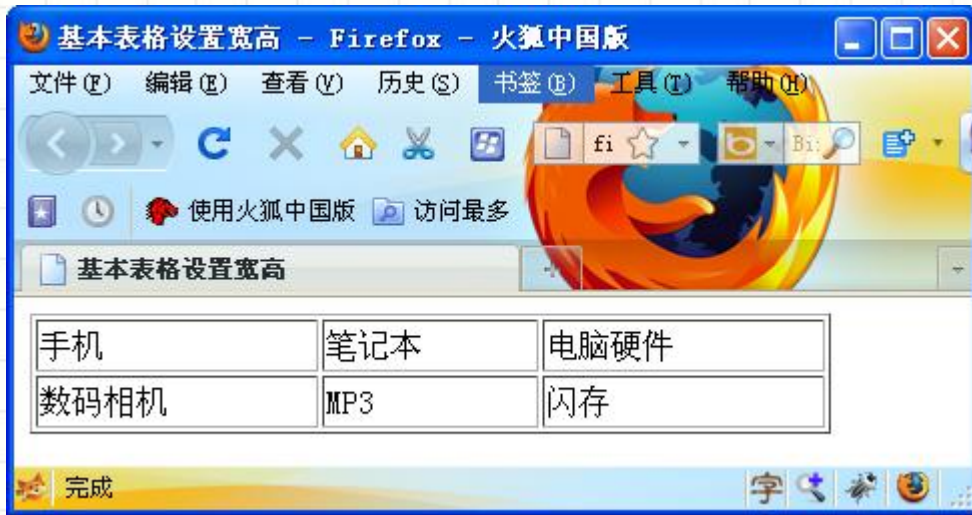 基本表格设置宽高 - Firefox - 火狐中国版
文件(F) 编辑(E) 查看(V) 历史(S) 书签(B) 工具(T) 帮助(H)
fi Bi
使用火狐中国版 访问最多
基本表格设置宽高
手机 笔记本 电脑硬件
数码相机 MP3 闪存
完成 字